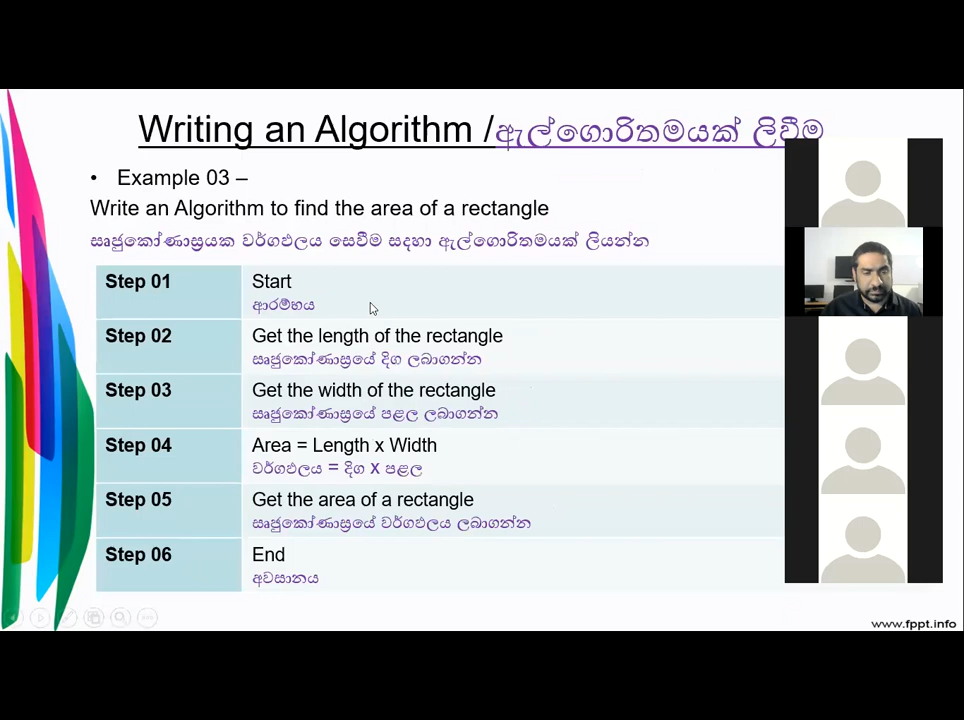 Writing an Algorithm /ඇල්ගොරිතමයක් ලිවීම
• Example 03 –
Write an Algorithm to find the area of a rectangle
සෘජුකෝණාස්‍රයක වර්ගඵලය සෙවීම සදහා ඇල්ගොරිතමයක් ලියන්න
Step 01 Start
ආරම්භය
Step 02 Get the length of the rectangle
සෘජුකෝණාස්‍රයේ දිග ලබාගන්න
Step 03 Get the width of the rectangle
සෘජුකෝණාස්‍රයේ පළල ලබාගන්න
Step 04 Area = Length x Width
වර්ගඵලය = දිග x පළල
Step 05 Get the area of a rectangle
සෘජුකෝණාස්‍රයේ වර්ගඵලය ලබාගන්න
Step 06 End
අවසානය
www.fppt.info